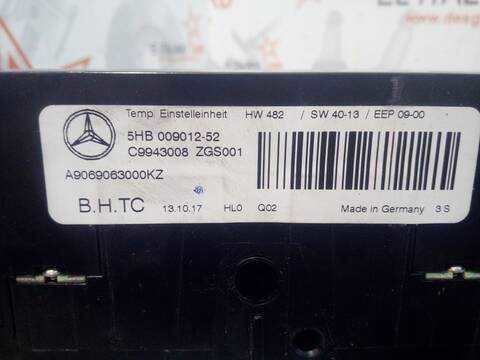 Temp. Einstelleinheit HW 482 / SW 40-13 / EEP 09-00
5HB 009012-52
C9943008 ZGS001
A9069063000KZ
B.H.TC 13.10.17 HL0 Q02 Made in Germany 3 S